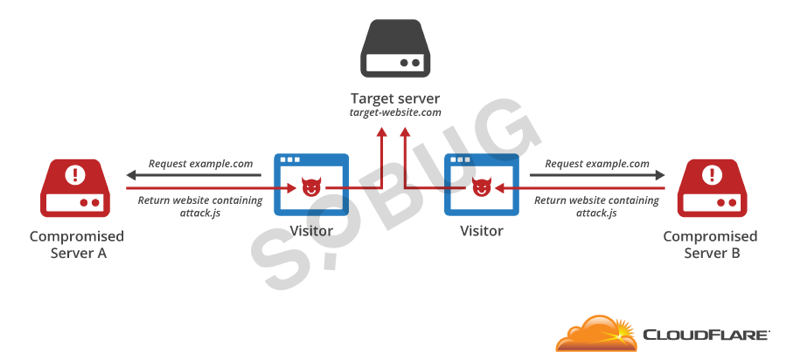 Target server
target-website.com
Request example.com
Return website containing
attack.js
Compromised
Server A
Visitor
Visitor
Request example.com
Return website containing
attack.js
Compromised
Server B
SOBUG
CLOUDFLARE